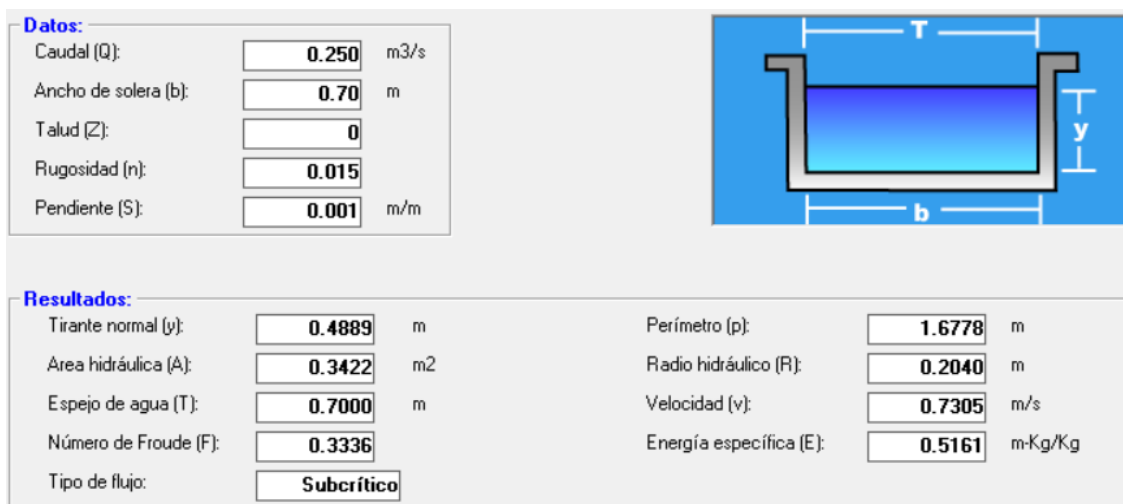 Datos:
Caudal (Q): 0.250 m3/s
Ancho de solera (b): 0.70 m
Talud (Z): 0
Rugosidad (n): 0.015
Pendiente (S): 0.001 m/m
T
y
b
Resultados:
Tirante normal (y): 0.4889 m Perímetro (p): 1.6778 m
Area hidráulica (A): 0.3422 m2 Radio hidráulico (R): 0.2040 m
Espejo de agua (T): 0.7000 m Velocidad (v): 0.7305 m/s
Número de Froude (F): 0.3336 Energía específica (E): 0.5161 m-Kg/Kg
Tipo de flujo: Subcrítico